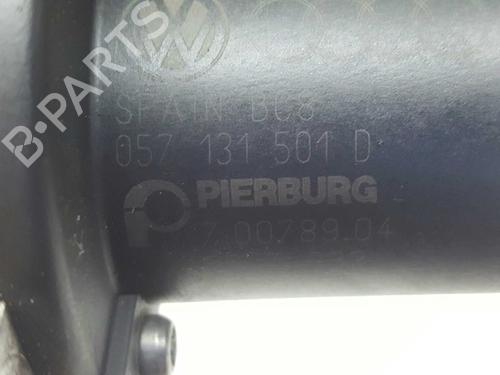 SPAIN BC8
057 131 501 D
PIERBURG
7.00789.04
B-PARTS